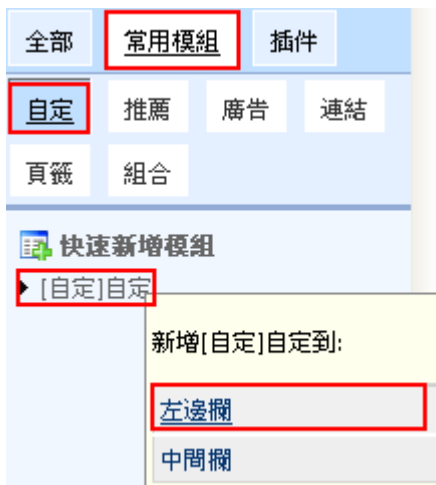 全部 常用模組 插件
自定 推薦 廣告 連結
頁籤 組合
快速新增模組
[自定]自定
新增[自定]自定到:
左邊欄
中間欄